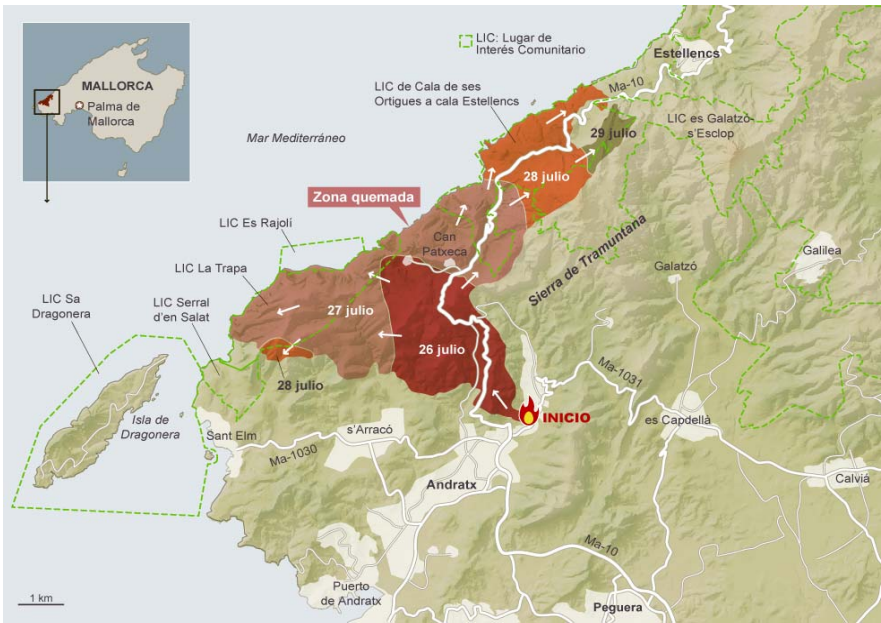 LIC: Lugar de
Interés Comunitario
Estellencs
Ma-10
MALLORCA
Palma de
Mallorca
LIC de Cala de ses
Ortigues a cala Estellencs
Mar Mediterráneo
29 julio
LIC es Galatzó-
s'Esclop
28 julio
Zona quemada
LIC Es Rajolí
Can
Patxeca
Sierra de Tramuntana
Galilea
LIC La Trapa
Galatzó
LIC Sa
Dragonera
LIC Serral
d'en Salat
27 julio
26 julio
28 julio
Ma-1031
INICIO
Isla de
Dragonera
Sant Elm
s'Arracó
es Capdellà
Ma-1030
Andratx
Calvià
Ma-10
Puerto
de Andratx
Peguera
1 km